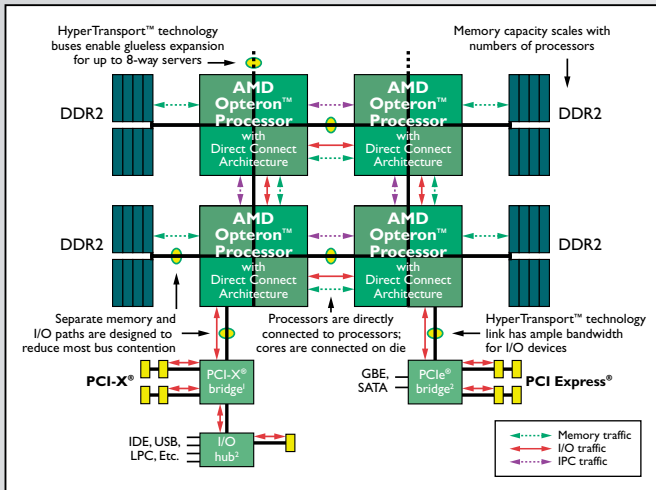 HyperTransport™ technology
buses enable glueless expansion
for up to 8-way servers
Memory capacity scales with
numbers of processors
DDR2
AMD
Opteron™
Processor
with
Direct Connect
Architecture
AMD
Opteron™
Processor
with
Direct Connect
Architecture
DDR2
DDR2
AMD
Opteron™
Processor
with
Direct Connect
Architecture
AMD
Opteron™
Processor
with
Direct Connect
Architecture
DDR2
Separate memory and
I/O paths are designed to
reduce most bus contention
Processors are directly
connected to processors;
cores are connected on die
HyperTransport™ technology
link has ample bandwidth
for I/O devices
PCI-X®
PCI-X®
bridge¹
GBE,
SATA
PCIe®
bridge²
PCI Express®
IDE, USB,
LPC, Etc.
I/O
hub²
Memory traffic
I/O traffic
IPC traffic